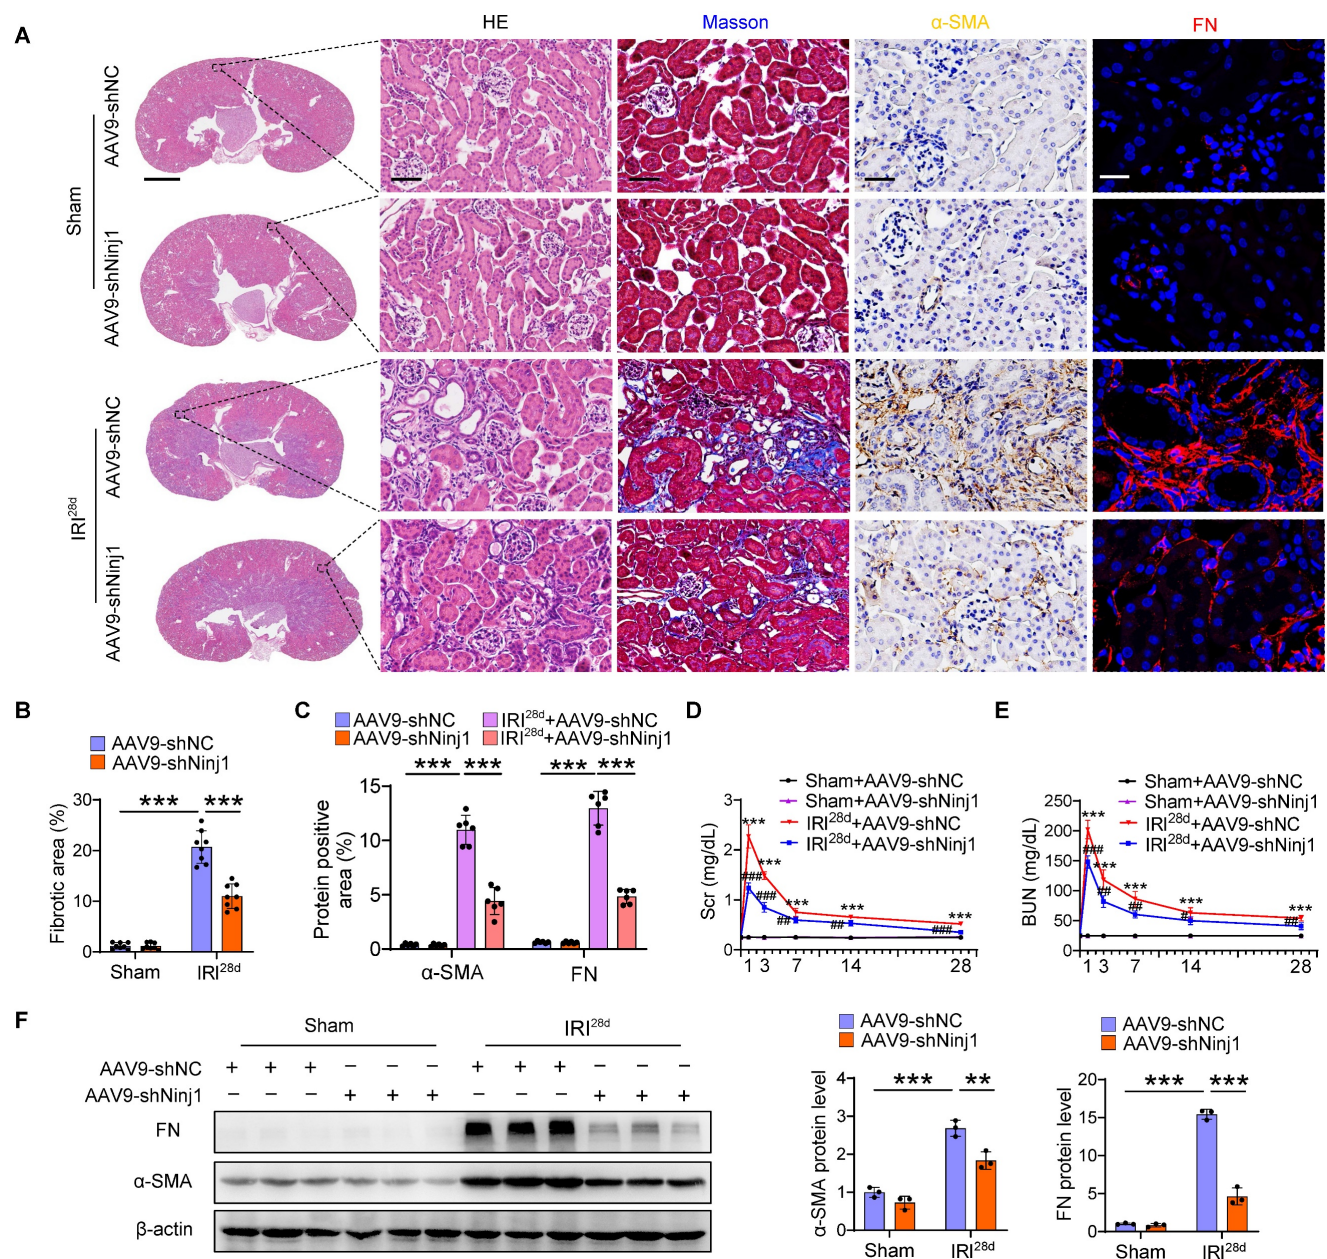 A
HE
Masson
α-SMA
FN
Sham
AAV9-shNC
AAV9-shNinj1
IRI28d
AAV9-shNC
AAV9-shNinj1
B
AAV9-shNC
AAV9-shNinj1
Fibrotic area (%)
30
20
10
0
***
***
Sham
IRI28d
C
AAV9-shNC
IRI28d+AAV9-shNC
AAV9-shNinj1
IRI28d+AAV9-shNinj1
Protein positive
area (%)
15
10
5
0
***
***
***
***
α-SMA
FN
D
Sham+AAV9-shNC
Sham+AAV9-shNinj1
IRI28d+AAV9-shNC
IRI28d+AAV9-shNinj1
Scr (mg/dL)
3
2
1
0
***
***
***
***
***
###
###
##
##
###
1 3 7 14 28
E
Sham+AAV9-shNC
Sham+AAV9-shNinj1
IRI28d+AAV9-shNC
IRI28d+AAV9-shNinj1
BUN (mg/dL)
250
200
150
100
50
0
***
***
***
***
***
###
##
##
#
###
1 3 7 14 28
F
Sham
IRI28d
AAV9-shNC + + + − − − + + + − − −
AAV9-shNinj1 − − − + + + − − − + + +
FN
α-SMA
β-actin
AAV9-shNC
AAV9-shNinj1
α-SMA protein level
4
3
2
1
0
***
**
Sham
IRI28d
AAV9-shNC
AAV9-shNinj1
FN protein level
20
15
10
5
0
***
***
Sham
IRI28d